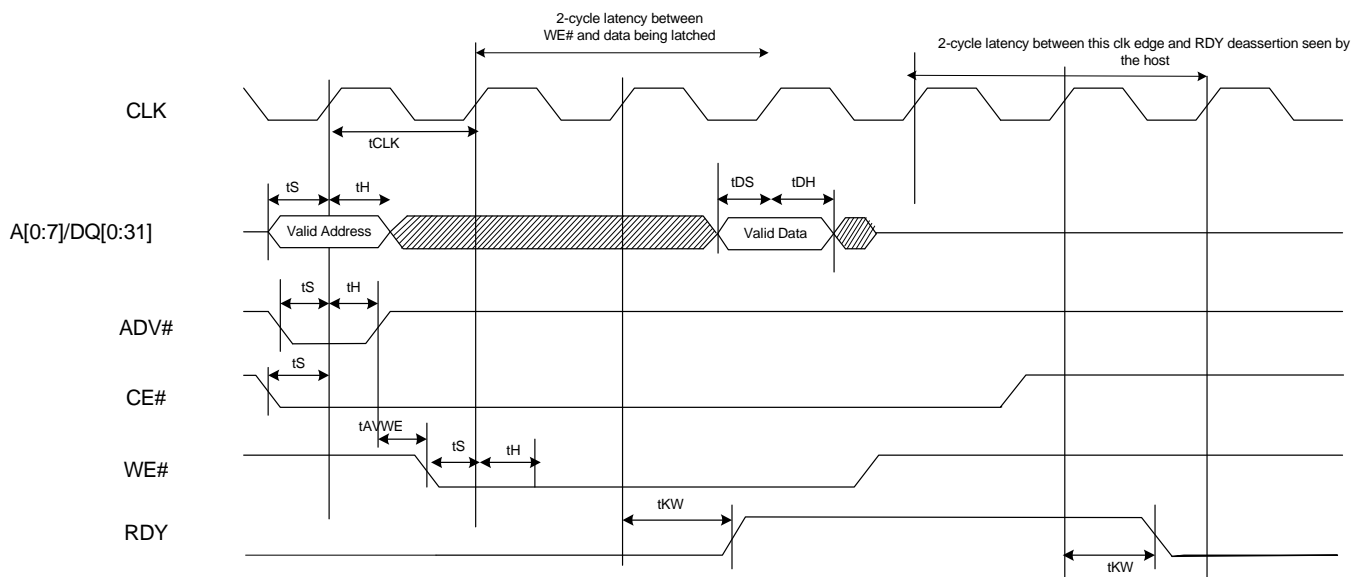 2-cycle latency between
WE# and data being latched
2-cycle latency between this clk edge and RDY deassertion seen by
the host
CLK
tCLK
tS
tH
tDS
tDH
A[0:7]/DQ[0:31]
Valid Address
Valid Data
tS
tH
ADV#
tS
CE#
tAVWE
tS
tH
WE#
tKW
RDY
tKW